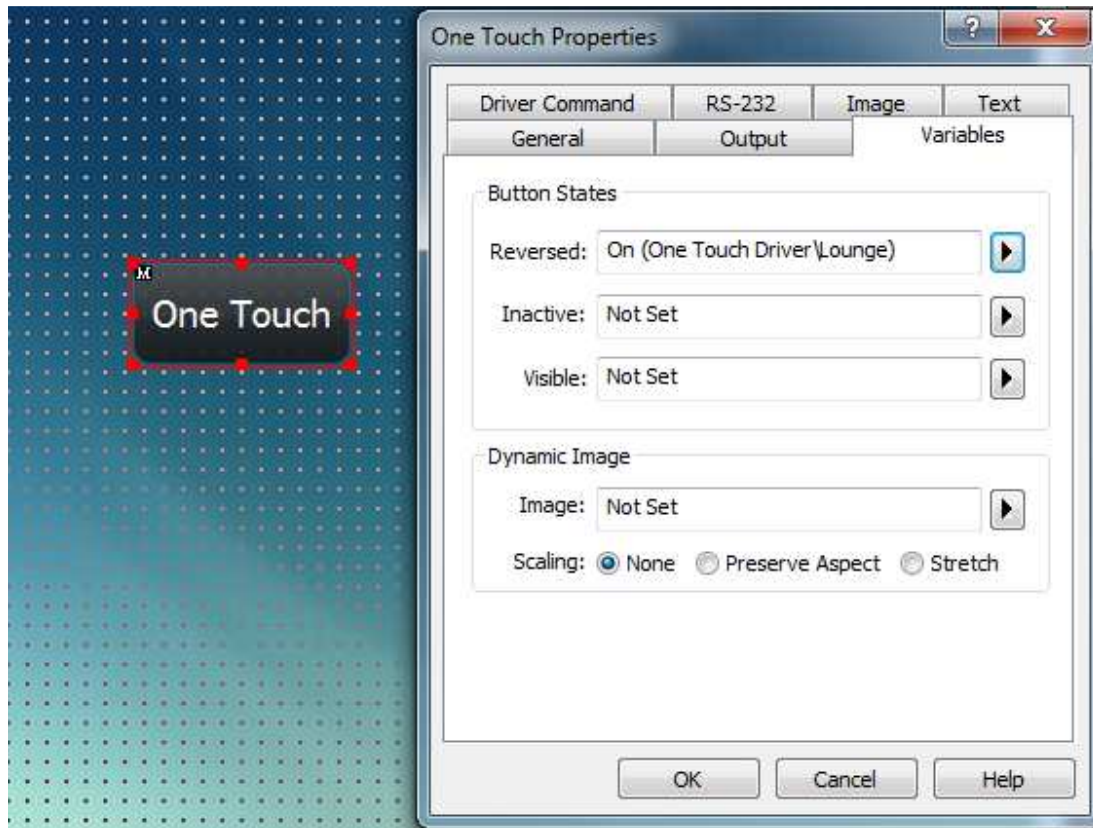 One Touch Properties
?
X
Driver Command RS-232 Image Text
General Output Variables
Button States
Reversed: On (One Touch Driver\Lounge)
Inactive: Not Set
Visible: Not Set
Dynamic Image
Image: Not Set
Scaling: None Preserve Aspect Stretch
OK Cancel Help
M
One Touch